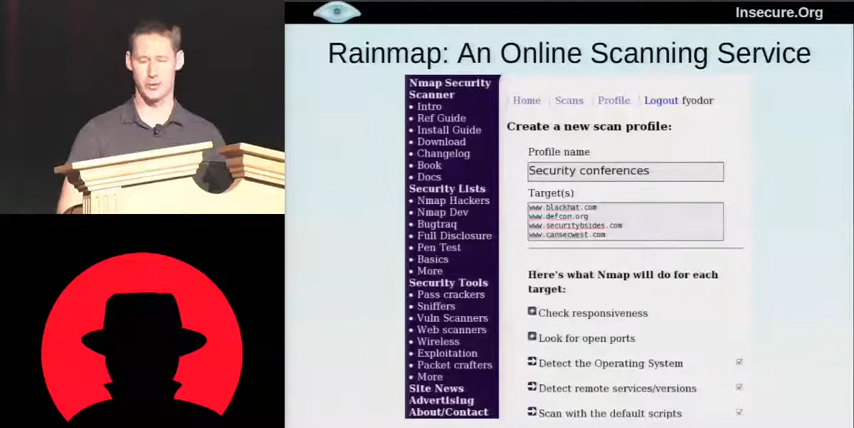 Insecure.Org
Rainmap: An Online Scanning Service
Nmap Security
Scanner
• Intro
• Ref Guide
• Install Guide
• Download
• Changelog
• Book
• Docs
Security Lists
• Nmap Hackers
• Nmap Dev
• Bugtraq
• Full Disclosure
• Pen Test
• Basics
• More
Security Tools
• Pass crackers
• Sniffers
• Vuln Scanners
• Web scanners
• Wireless
• Exploitation
• Packet crafters
• More
Site News
Advertising
About/Contact
Home | Scans | Profile | Logout fyodor
Create a new scan profile:
Profile name
Security conferences
Target(s)
www.blackhat.com
www.defcon.org
www.securitybsides.com
www.cansecwest.com
Here's what Nmap will do for each
target:
Check responsiveness
Look for open ports
Detect the Operating System
Detect remote services/versions
Scan with the default scripts